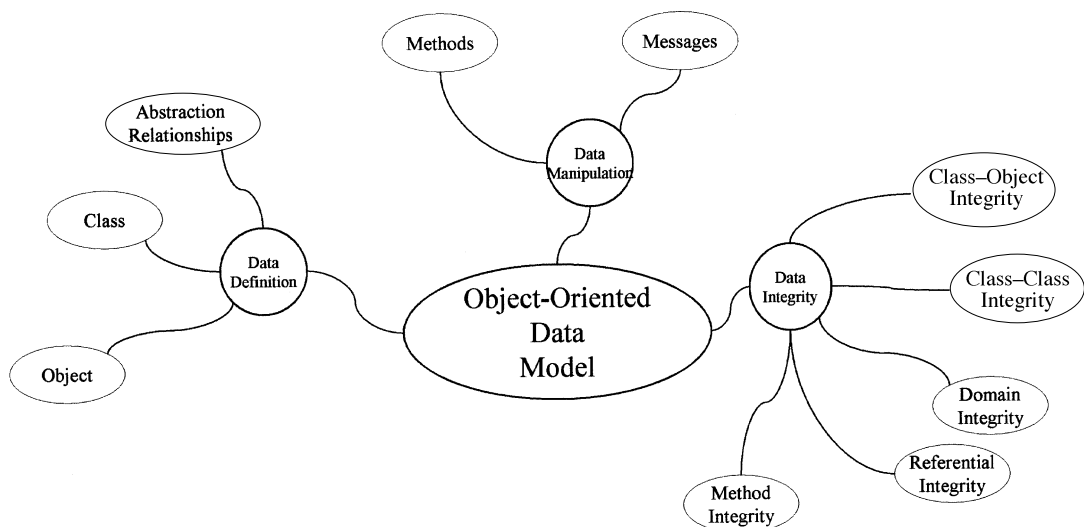 Methods
Messages
Abstraction
Relationships
Data
Manipulation
Class–Object
Integrity
Class
Data
Definition
Data
Integrity
Class–Class
Integrity
Object-Oriented
Data
Model
Object
Domain
Integrity
Referential
Integrity
Method
Integrity